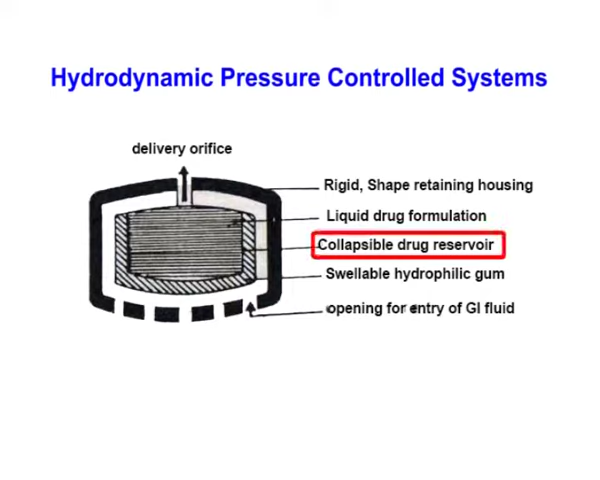 Hydrodynamic Pressure Controlled Systems
delivery orifice
Rigid, Shape retaining housing
Liquid drug formulation
Collapsible drug reservoir
Swellable hydrophilic gum
opening for entry of GI fluid